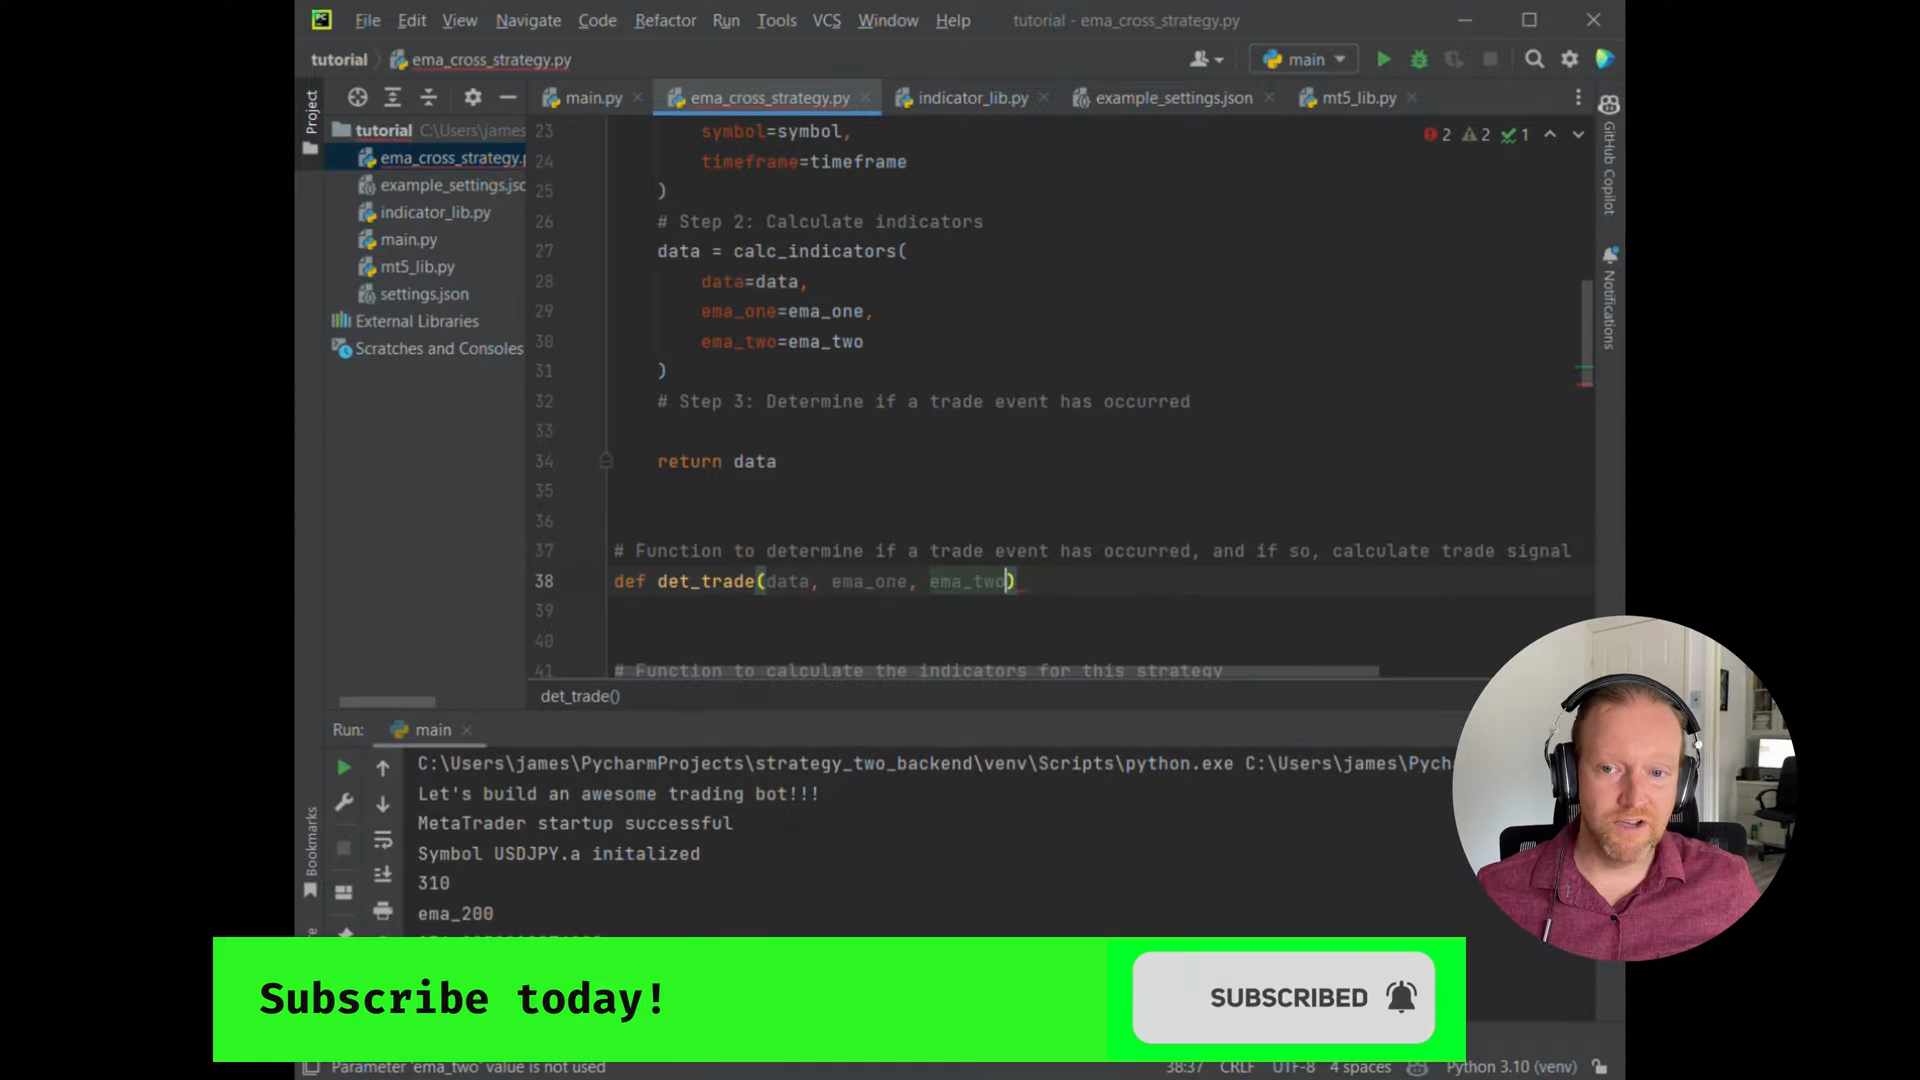 File Edit View Navigate Code Refactor Run Tools VCS Window Help tutorial - ema_cross_strategy.py
tutorial ema_cross_strategy.py main
Project
main.py ema_cross_strategy.py indicator_lib.py example_settings.json mt5_lib.py
tutorial C:\Users\james
ema_cross_strategy.p
example_settings.jso
indicator_lib.py
main.py
mt5_lib.py
settings.json
External Libraries
Scratches and Consoles
2 2 1
23 symbol=symbol,
24 timeframe=timeframe
25 )
26 # Step 2: Calculate indicators
27 data = calc_indicators(
28 data=data,
29 ema_one=ema_one,
30 ema_two=ema_two
31 )
32 # Step 3: Determine if a trade event has occurred
33
34 return data
35
36
37 # Function to determine if a trade event has occurred, and if so, calculate trade signal
38 def det_trade(data, ema_one, ema_two)
39
40
41 # Function to calculate the indicators for this strategy
det_trade()
GitHub Copilot
Notifications
Run: main
C:\Users\james\PycharmProjects\strategy_two_backend\venv\Scripts\python.exe C:\Users\james\Pych
Let's build an awesome trading bot!!!
MetaTrader startup successful
Symbol USDJPY.a initalized
310
ema_200
Bookmarks
Subscribe today!
SUBSCRIBED
Parameter 'ema_two' value is not used 38:37 CRLF UTF-8 4 spaces Python 3.10 (venv)